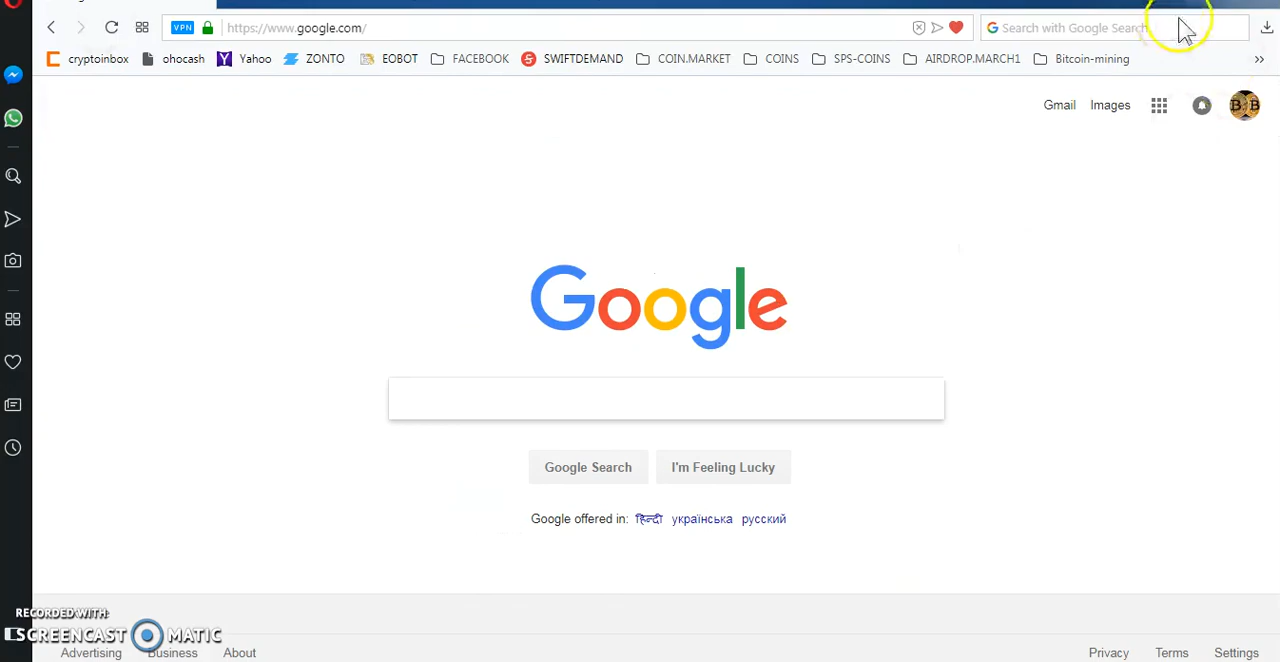 VPN https://www.google.com/ G Search with Google Search
cryptoinbox ohocash Yahoo ZONTO EOBOT FACEBOOK SWIFTDEMAND COIN.MARKET COINS SPS-COINS AIRDROP.MARCH1 Bitcoin-mining »
Gmail Images
Google
Google Search I'm Feeling Lucky
Google offered in: हिन्दी українська русский
RECORDED WITH:
SCREENCAST MATIC
Advertising Business About Privacy Terms Settings